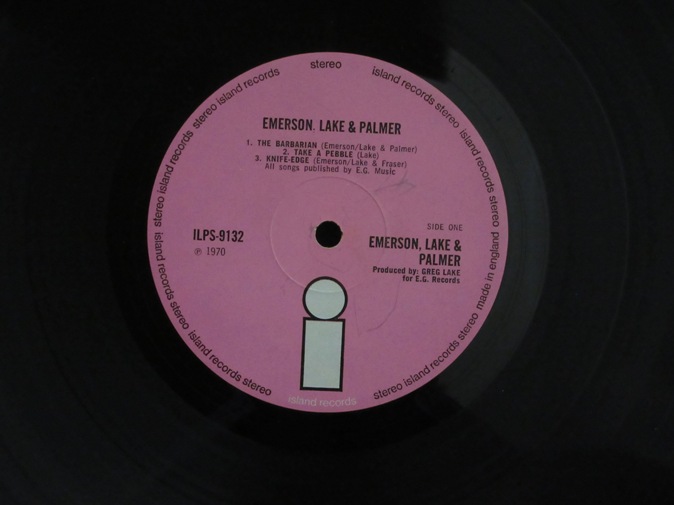 stereo
island records stereo island records stereo made in england
stereo island records stereo
island records stereo island records stereo
stereo island records stereo island records
EMERSON, LAKE & PALMER
1. THE BARBARIAN (Emerson/Lake & Palmer)
2. TAKE A PEBBLE (Lake)
3. KNIFE-EDGE (Emerson/Lake & Fraser)
All songs published by E.G. Music
ILPS-9132
℗ 1970
SIDE ONE
EMERSON, LAKE &
PALMER
Produced by: GREG LAKE
for E.G. Records
i
island records